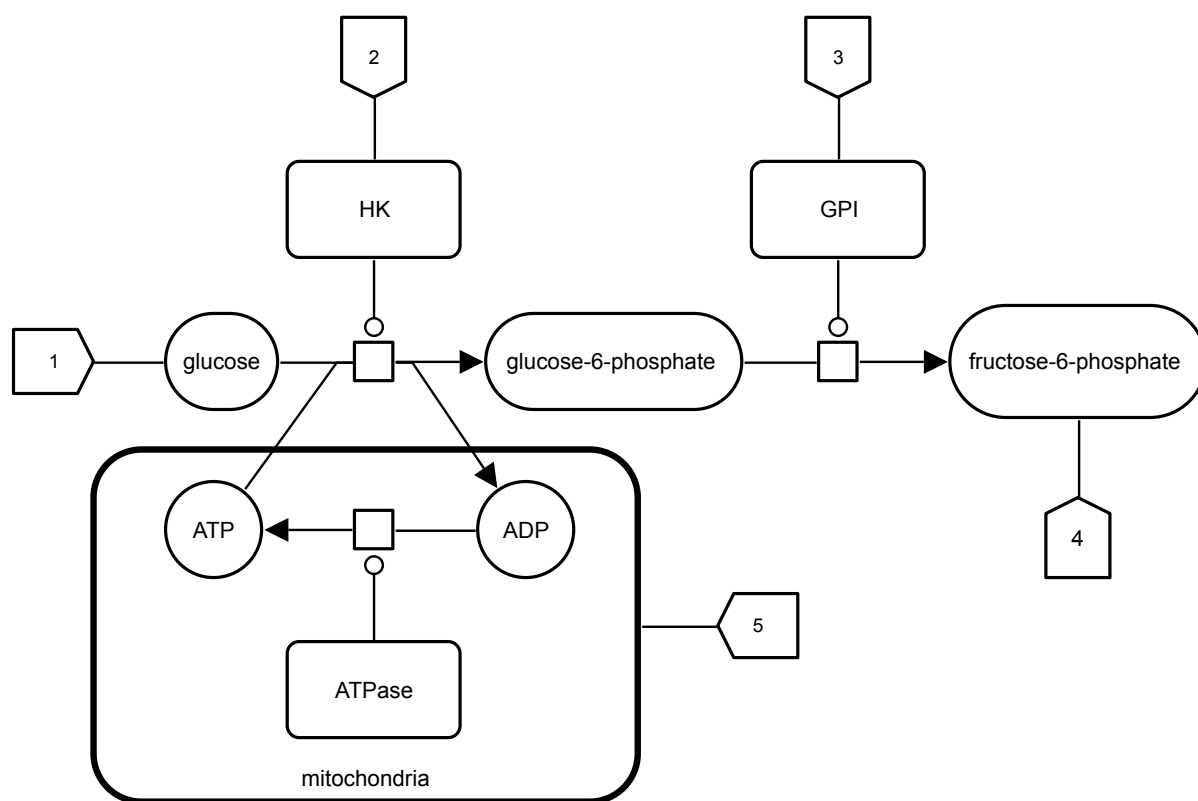 2
3
HK
GPI
1
glucose
glucose-6-phosphate
fructose-6-phosphate
ATP
ADP
4
5
ATPase
mitochondria